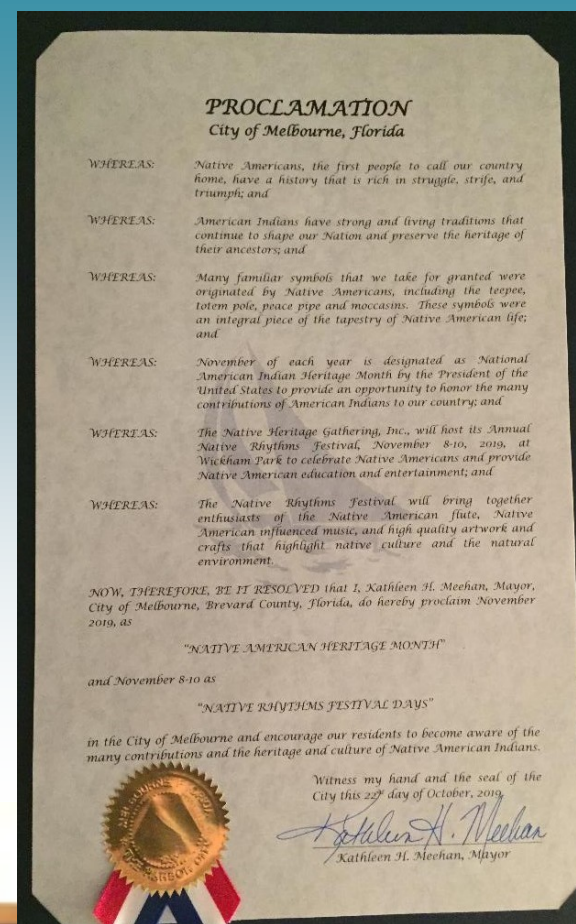 PROCLAMATION
City of Melbourne, Florida
WHEREAS: Native Americans, the first people to call our country
home, have a history that is rich in struggle, strife, and
triumph; and
WHEREAS: American Indians have strong and living traditions that
continue to shape our Nation and preserve the heritage of
their ancestors; and
WHEREAS: Many familiar symbols that we take for granted were
originated by Native Americans, including the teepee,
totem pole, peace pipe and moccasins. These symbols were
an integral piece of the tapestry of Native American life;
and
WHEREAS: November of each year is designated as National
American Indian Heritage Month by the President of the
United States to provide an opportunity to honor the many
contributions of American Indians to our country; and
WHEREAS: The Native Heritage Gathering, Inc., will host its Annual
Native Rhythms Festival, November 8-10, 2019, at
Wickham Park to celebrate Native Americans and provide
Native American education and entertainment; and
WHEREAS: The Native Rhythms Festival will bring together
enthusiasts of the Native American flute, Native
American influenced music, and high quality artwork and
crafts that highlight native culture and the natural
environment.
NOW, THEREFORE, BE IT RESOLVED that I, Kathleen H. Meehan, Mayor,
City of Melbourne, Brevard County, Florida, do hereby proclaim November
2019, as
"NATIVE AMERICAN HERITAGE MONTH"
and November 8-10 as
"NATIVE RHYTHMS FESTIVAL DAYS"
in the City of Melbourne and encourage our residents to become aware of the
many contributions and the heritage and culture of Native American Indians.
Witness my hand and the seal of the
City this 22nd day of October, 2019.
Kathleen H. Meehan
Kathleen H. Meehan, Mayor
MELBOURNE FLORIDA
THE HARBOR CITY